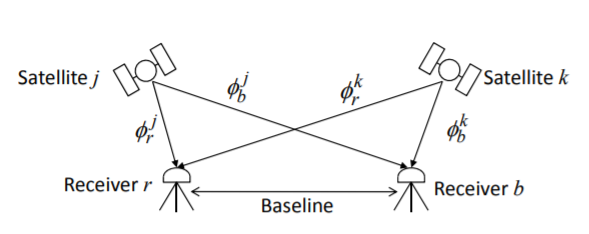 Satellite j
Satellite k
ϕ_b^j
ϕ_r^k
ϕ_r^j
ϕ_b^k
Receiver r
Receiver b
Baseline